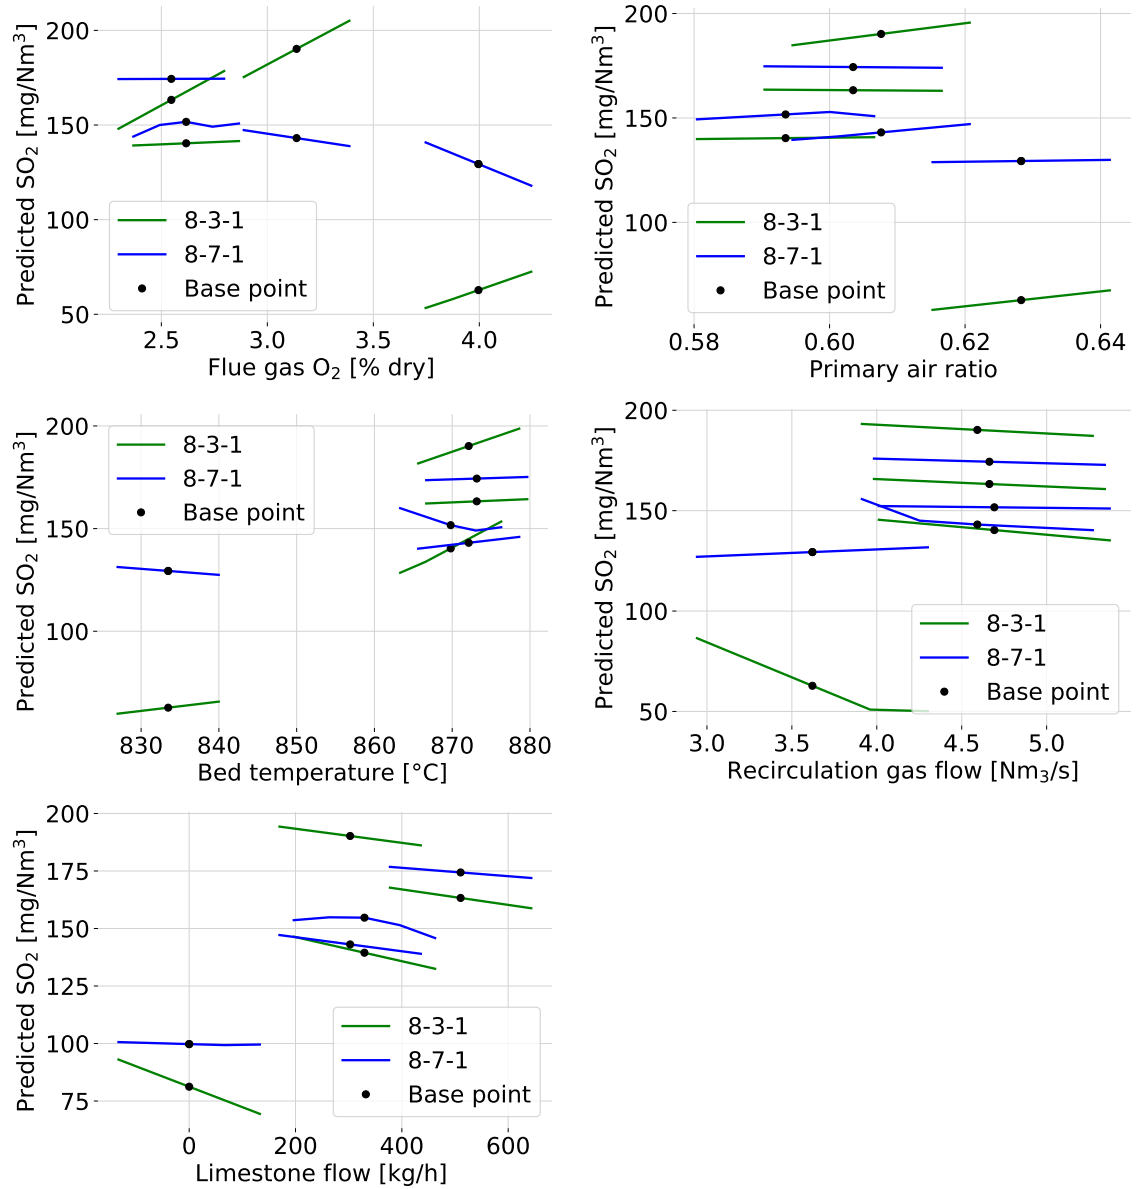 200
150
100
50
Predicted SO2 [mg/Nm3]
8-3-1
8-7-1
Base point
2.5 3.0 3.5 4.0
Flue gas O2 [% dry]
200
150
100
Predicted SO2 [mg/Nm3]
8-3-1
8-7-1
Base point
0.58 0.60 0.62 0.64
Primary air ratio
200
150
100
Predicted SO2 [mg/Nm3]
8-3-1
8-7-1
Base point
830 840 850 860 870 880
Bed temperature [°C]
200
150
100
50
Predicted SO2 [mg/Nm3]
8-3-1
8-7-1
Base point
3.0 3.5 4.0 4.5 5.0
Recirculation gas flow [Nm3/s]
200
175
150
125
100
75
Predicted SO2 [mg/Nm3]
8-3-1
8-7-1
Base point
0 200 400 600
Limestone flow [kg/h]